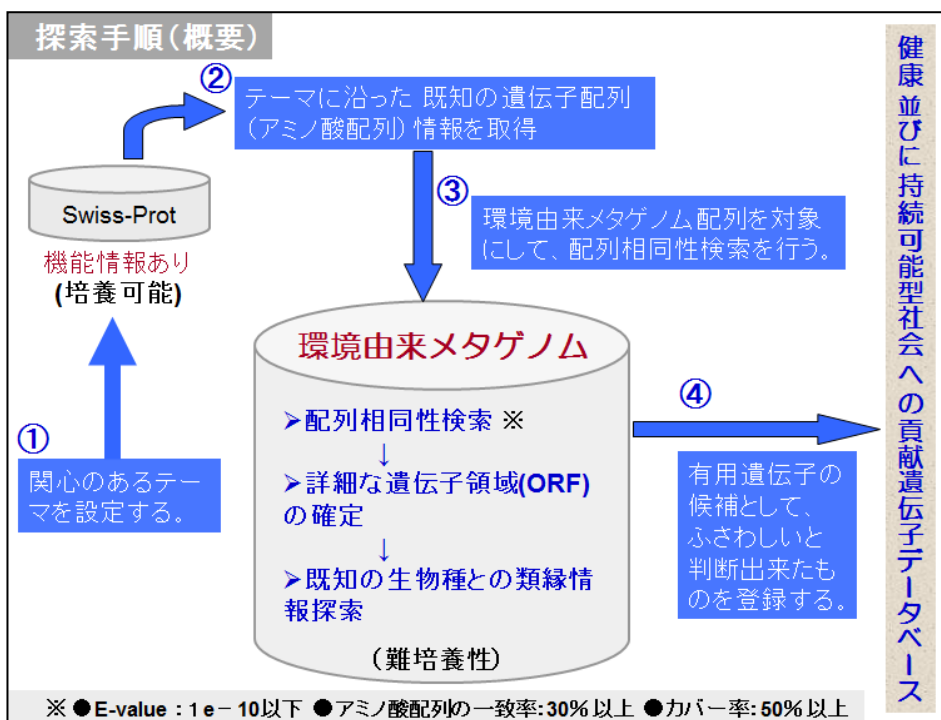 探索手順(概要)
②
テーマに沿った 既知の遺伝子配列
(アミノ酸配列) 情報を取得
Swiss-Prot
機能情報あり
(培養可能)
③
環境由来メタゲノム配列を対象
にして、配列相同性検索を行う。
①
関心のあるテー
マを設定する。
環境由来メタゲノム
➢配列相同性検索 ※
↓
➢詳細な遺伝子領域(ORF)
の確定
↓
➢既知の生物種との類縁情
報探索
(難培養性)
④
有用遺伝子の
候補として、
ふさわしいと
判断出来たも
のを登録する。
健康 並びに 持続可能型社会 への貢献遺伝子データベース
※ ●E-value : 1e-10以下 ●アミノ酸配列の一致率:30%以上 ●カバー率:50%以上